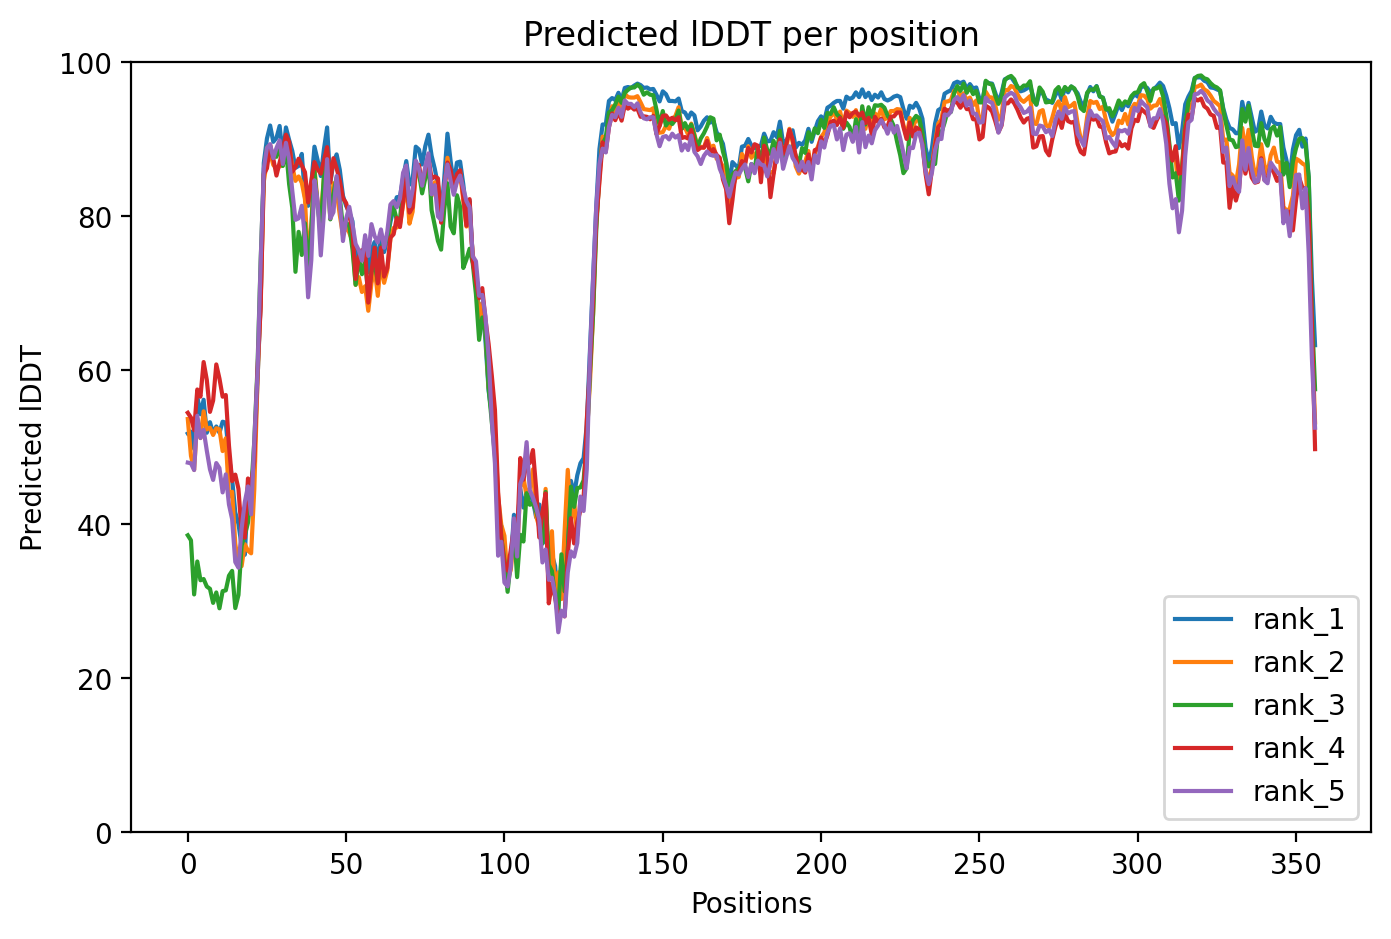 Predicted lDDT per position
Predicted lDDT
100
80
60
40
20
0
0 50 100 150 200 250 300 350
Positions
rank_1
rank_2
rank_3
rank_4
rank_5